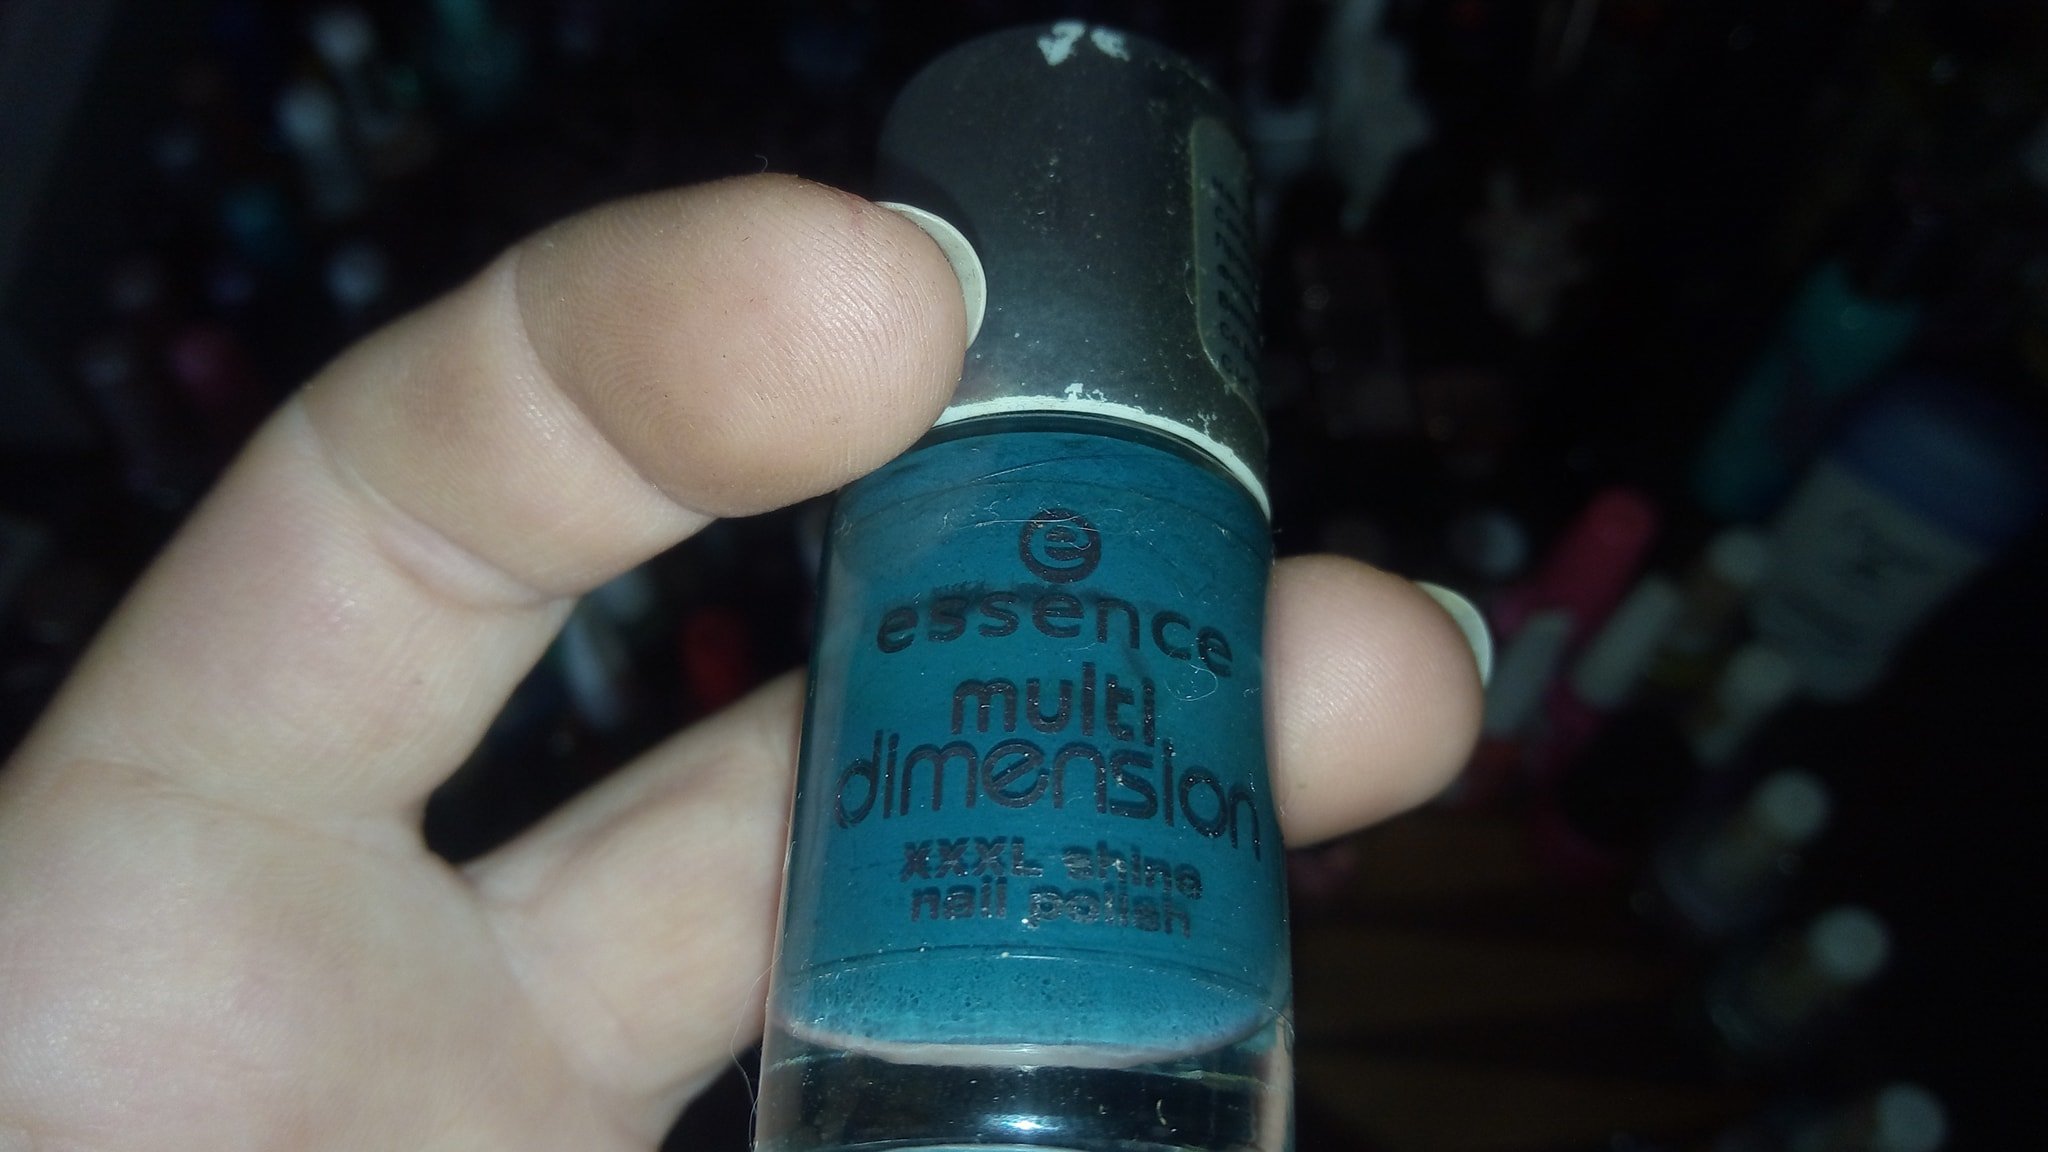 e
essence
multi
dimension
XXXL shine
nail polish